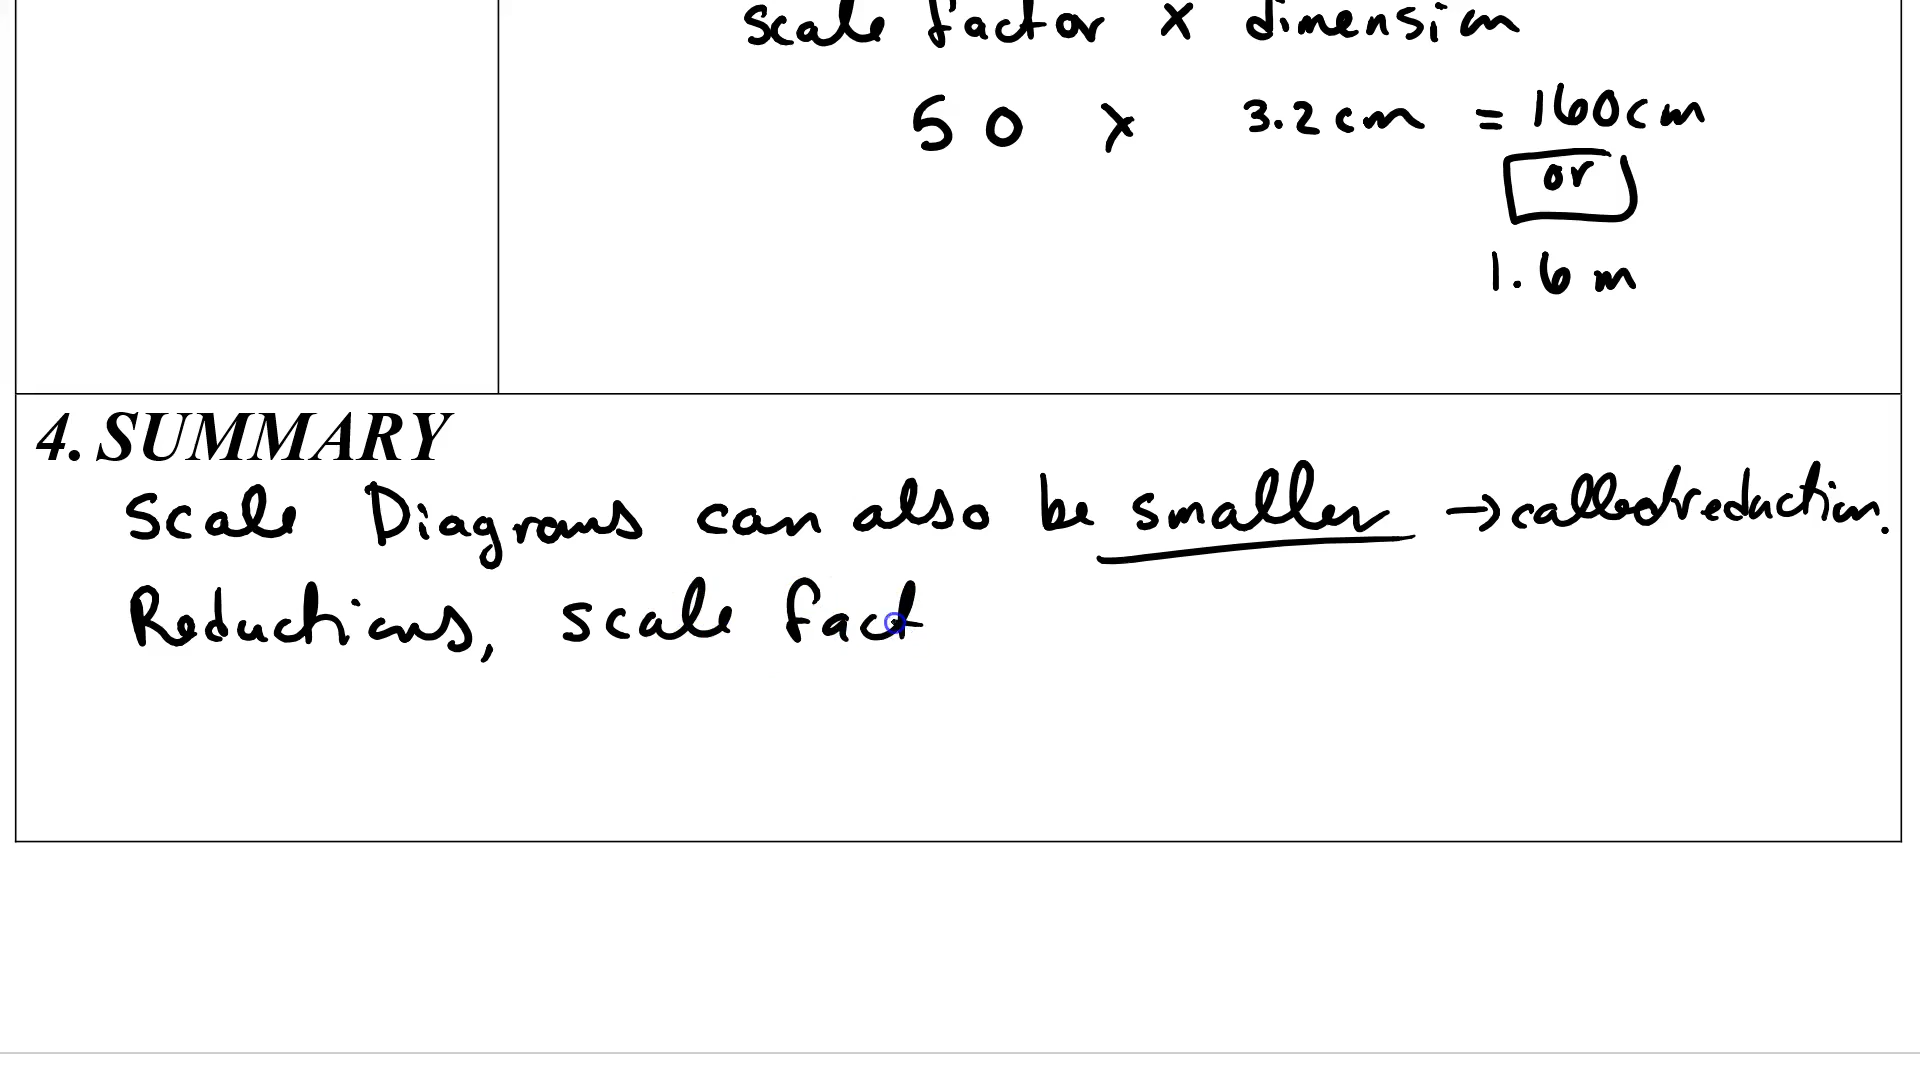 scale factor x dimension
50 x 3.2 cm = 160 cm
or
1.6 m
4. SUMMARY
Scale Diagrams can also be smaller → called reduction.
Reductions, scale fact